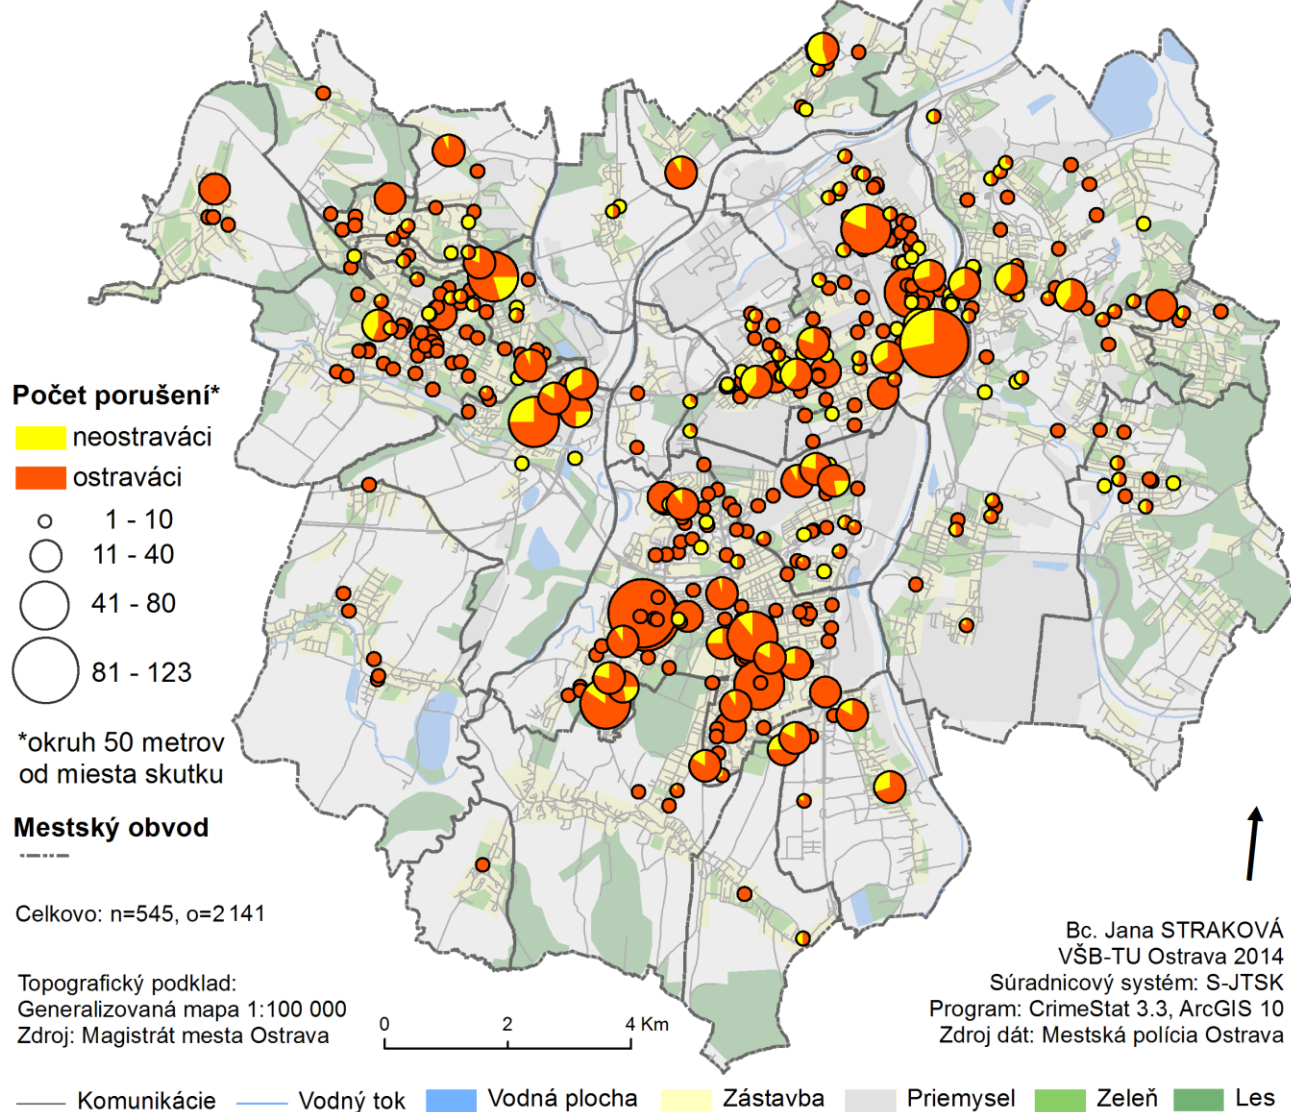 Počet porušení*
neostraváci
ostraváci
1 - 10
11 - 40
41 - 80
81 - 123
*okruh 50 metrov
od miesta skutku
Mestský obvod
Celkovo: n=545, o=2 141
Topografický podklad:
Generalizovaná mapa 1:100 000
Zdroj: Magistrát mesta Ostrava
0 2 4 Km
Bc. Jana STRAKOVÁ
VŠB-TU Ostrava 2014
Súradnicový systém: S-JTSK
Program: CrimeStat 3.3, ArcGIS 10
Zdroj dát: Mestská polícia Ostrava
Komunikácie Vodný tok Vodná plocha Zástavba Priemysel Zeleň Les